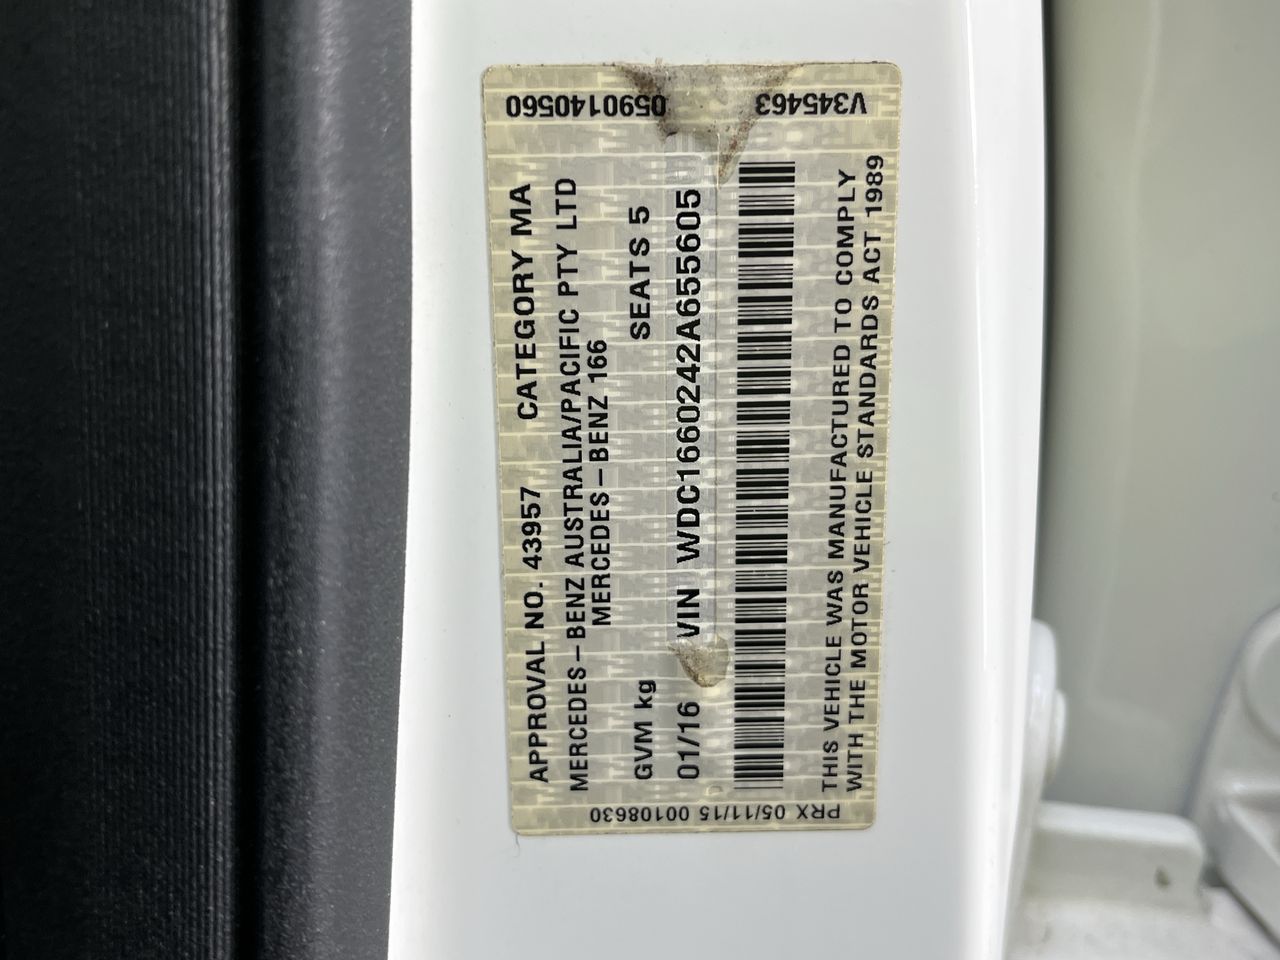 V345463
0590140560
APPROVAL NO. 43957 CATEGORY MA
MERCEDES-BENZ AUSTRALIA/PACIFIC PTY LTD
MERCEDES-BENZ 166
GVM kg SEATS 5
01/16 VIN WDC1660242A655605
THIS VEHICLE WAS MANUFACTURED TO COMPLY
WITH THE MOTOR VEHICLE STANDARDS ACT 1989
PRX 05/11/15 00108630